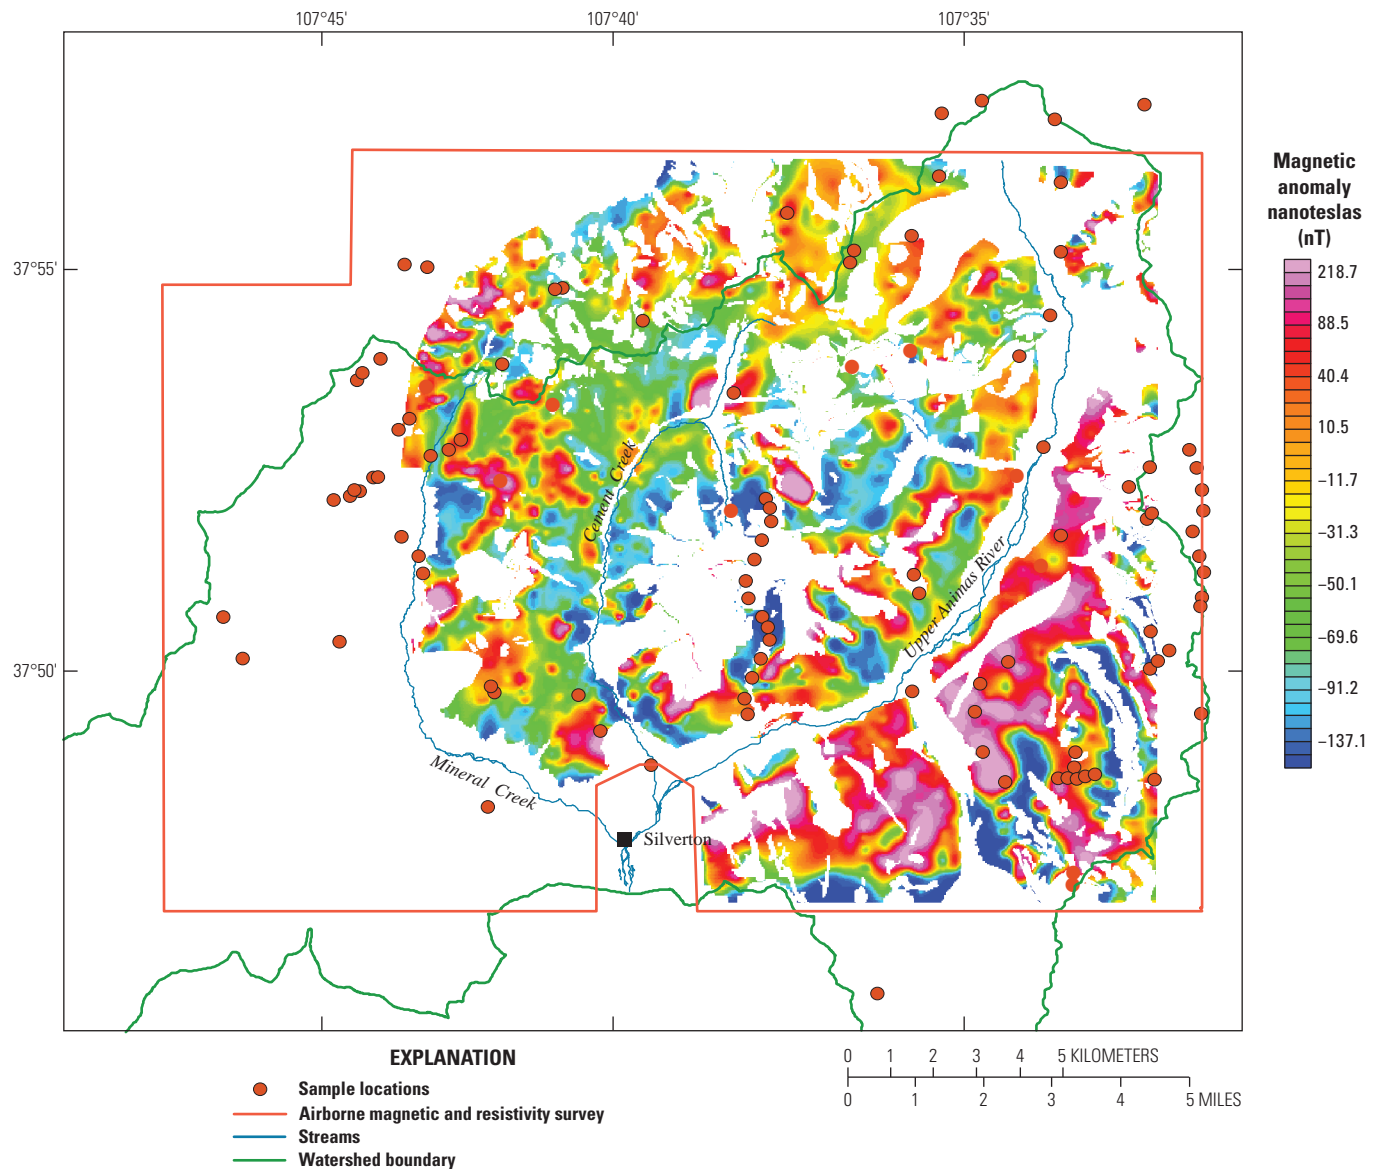 107°45'
107°40'
107°35'
37°55'
37°50'
Magnetic
anomaly
nanoteslas
(nT)
218.7
88.5
40.4
10.5
−11.7
−31.3
−50.1
−69.6
−91.2
−137.1
Cement Creek
Upper Animas River
Mineral Creek
Silverton
EXPLANATION
Sample locations
Airborne magnetic and resistivity survey
Streams
Watershed boundary
0 1 2 3 4 5 KILOMETERS
0 1 2 3 4 5 MILES